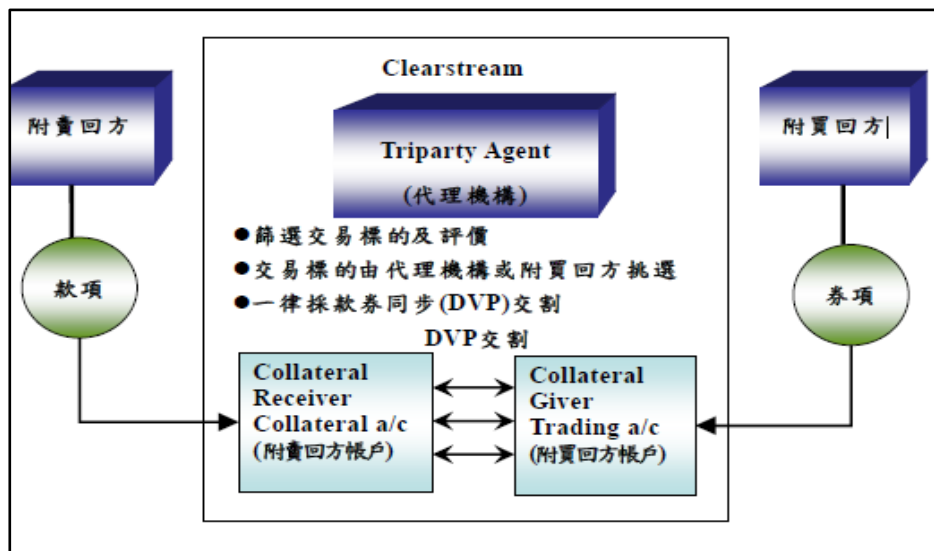 Clearstream
附賣回方
Triparty Agent
(代理機構)
附買回方
●篩選交易標的及評價
●交易標的由代理機構或附買回方挑選
●一律採款券同步(DVP)交割
款項
券項
DVP交割
Collateral
Receiver
Collateral a/c
(附賣回方帳戶)
Collateral
Giver
Trading a/c
(附買回方帳戶)